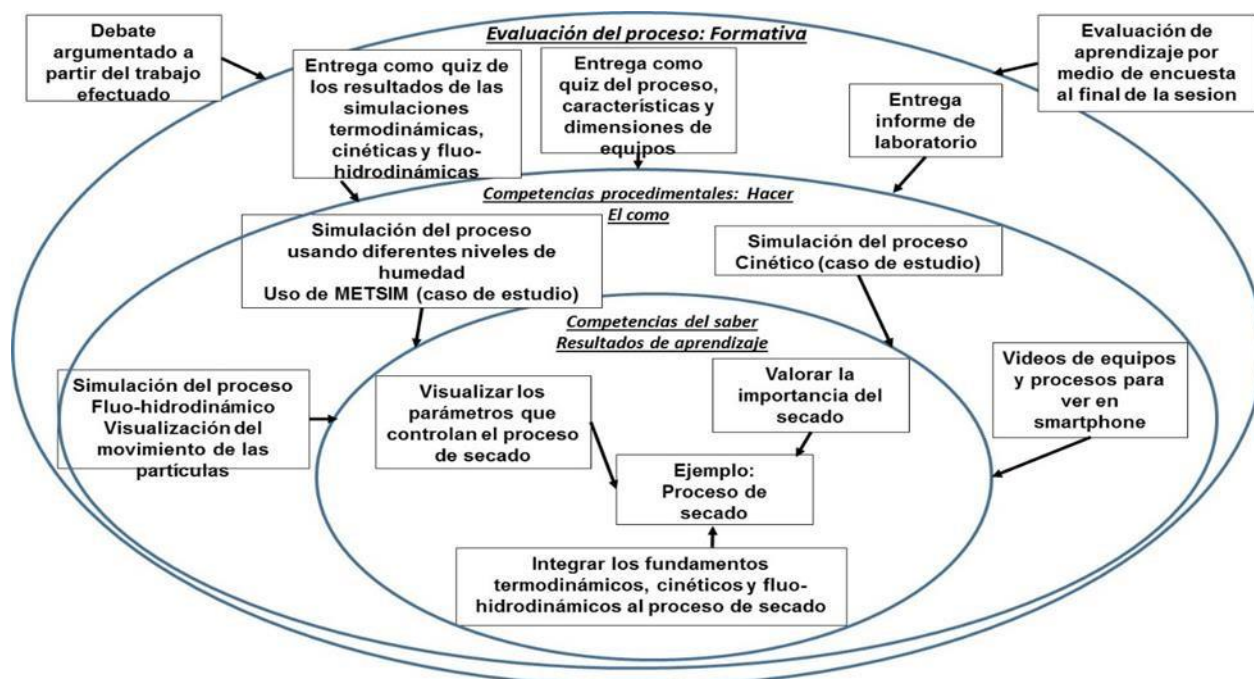 Debate
argumentado a
partir del trabajo
efectuado
Evaluación del proceso: Formativa
Entrega como quiz de
los resultados de las
simulaciones
termodinámicas,
cinéticas y fluo-
hidrodinámicas
Entrega como
quiz del proceso,
características y
dimensiones de
equipos
Entrega
informe de
laboratorio
Evaluación de
aprendizaje por
medio de encuesta
al final de la sesion
Competencias procedimentales: Hacer
El como
Simulación del proceso
usando diferentes niveles de
humedad
Uso de METSIM (caso de estudio)
Simulación del proceso
Cinético (caso de estudio)
Simulación del proceso
Fluo-hidrodinámico
Visualización del
movimiento de las
partículas
Videos de equipos
y procesos para
ver en
smartphone
Competencias del saber
Resultados de aprendizaje
Visualizar los
parámetros que
controlan el proceso
de secado
Valorar la
importancia del
secado
Ejemplo:
Proceso de
secado
Integrar los fundamentos
termodinámicos, cinéticos y fluo-
hidrodinámicos al proceso de secado